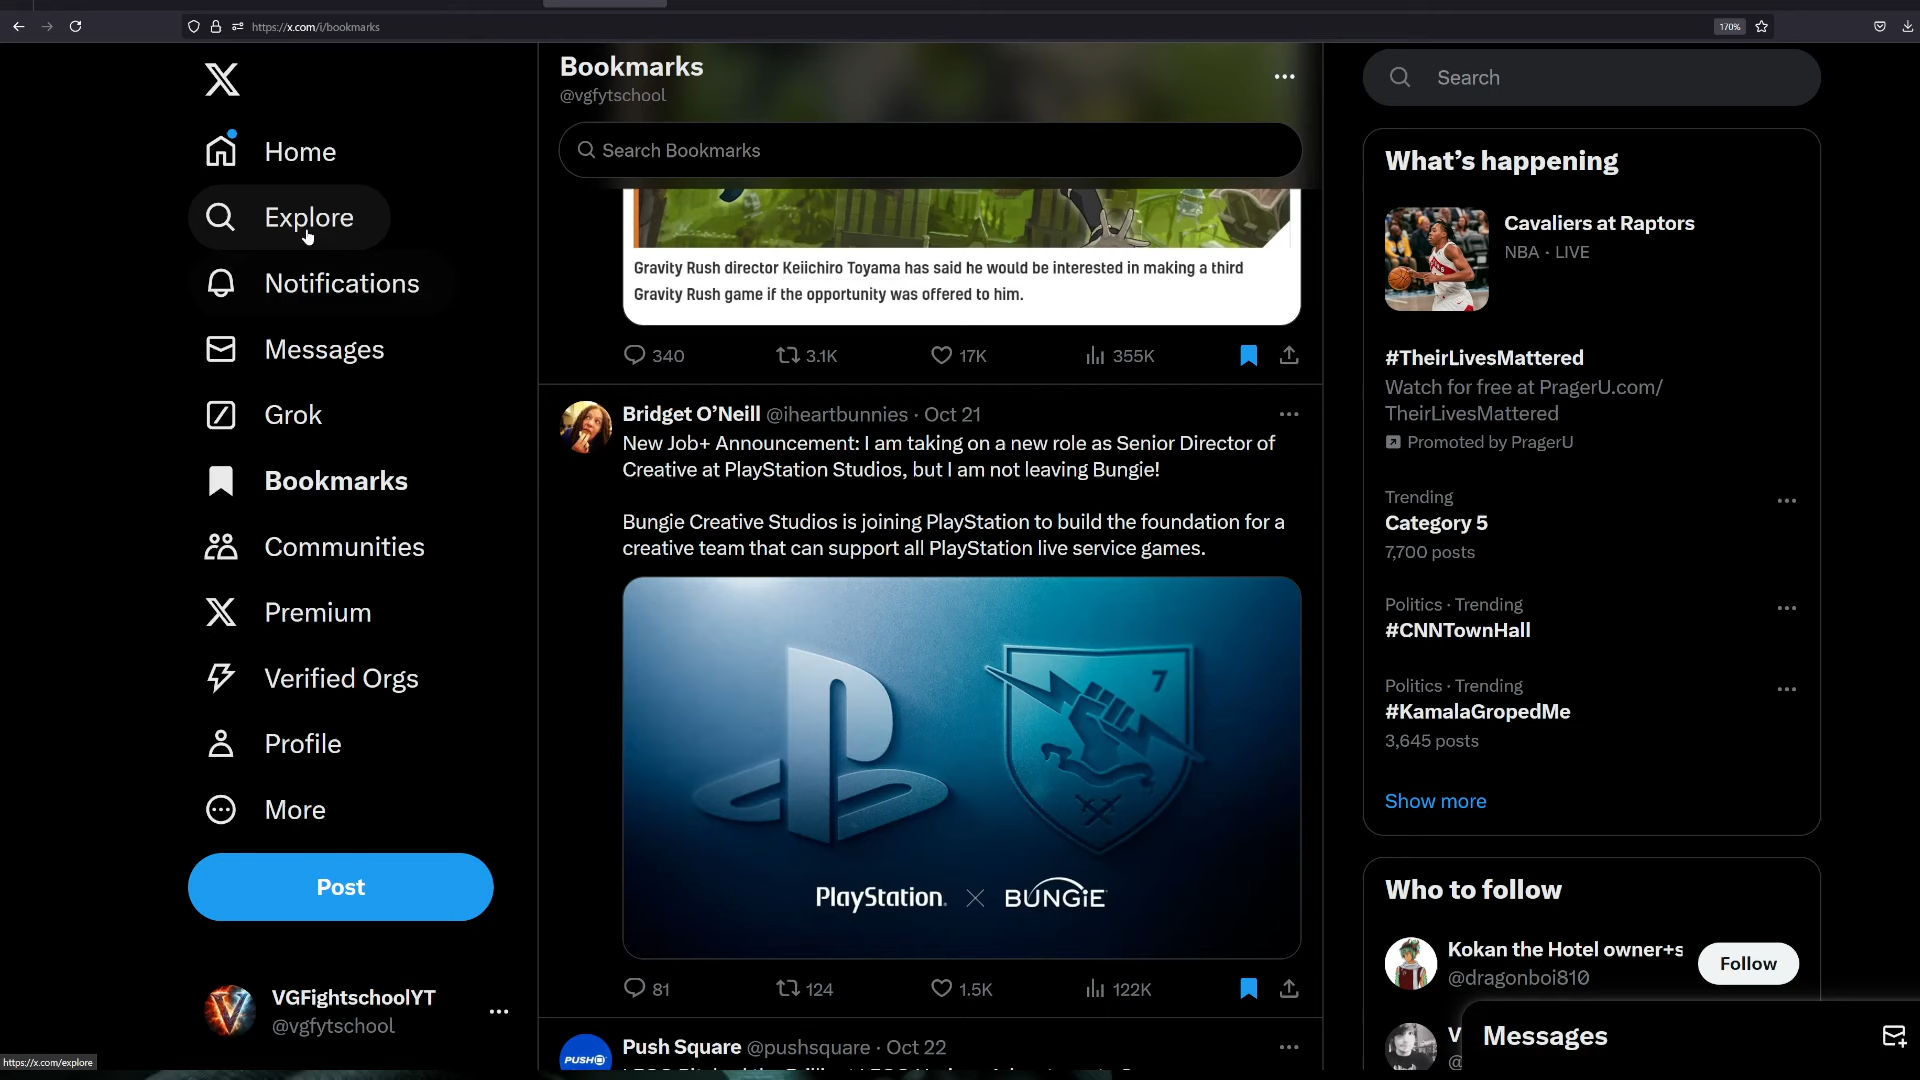 https://x.com/i/bookmarks
170%
Home
Explore
Notifications
Messages
Grok
Bookmarks
Communities
Premium
Verified Orgs
Profile
More
Post
VGFightschoolYT
@vgfytschool
https://x.com/explore
Bookmarks
@vgfytschool
Search Bookmarks
Gravity Rush director Keiichiro Toyama has said he would be interested in making a third
Gravity Rush game if the opportunity was offered to him.
340 3.1K 17K 355K
Bridget O’Neill @iheartbunnies · Oct 21
New Job+ Announcement: I am taking on a new role as Senior Director of
Creative at PlayStation Studios, but I am not leaving Bungie!
Bungie Creative Studios is joining PlayStation to build the foundation for a
creative team that can support all PlayStation live service games.
7
PlayStation. X BUNGiE
81 124 1.5K 122K
PUSH
Push Square @pushsquare · Oct 22
Search
What’s happening
Cavaliers at Raptors
NBA · LIVE
#TheirLivesMattered
Watch for free at PragerU.com/
TheirLivesMattered
Promoted by PragerU
Trending
Category 5
7,700 posts
Politics · Trending
#CNNTownHall
Politics · Trending
#KamalaGropedMe
3,645 posts
Show more
Who to follow
Kokan the Hotel owner+s
@dragonboi810
Follow
V
@
Messages